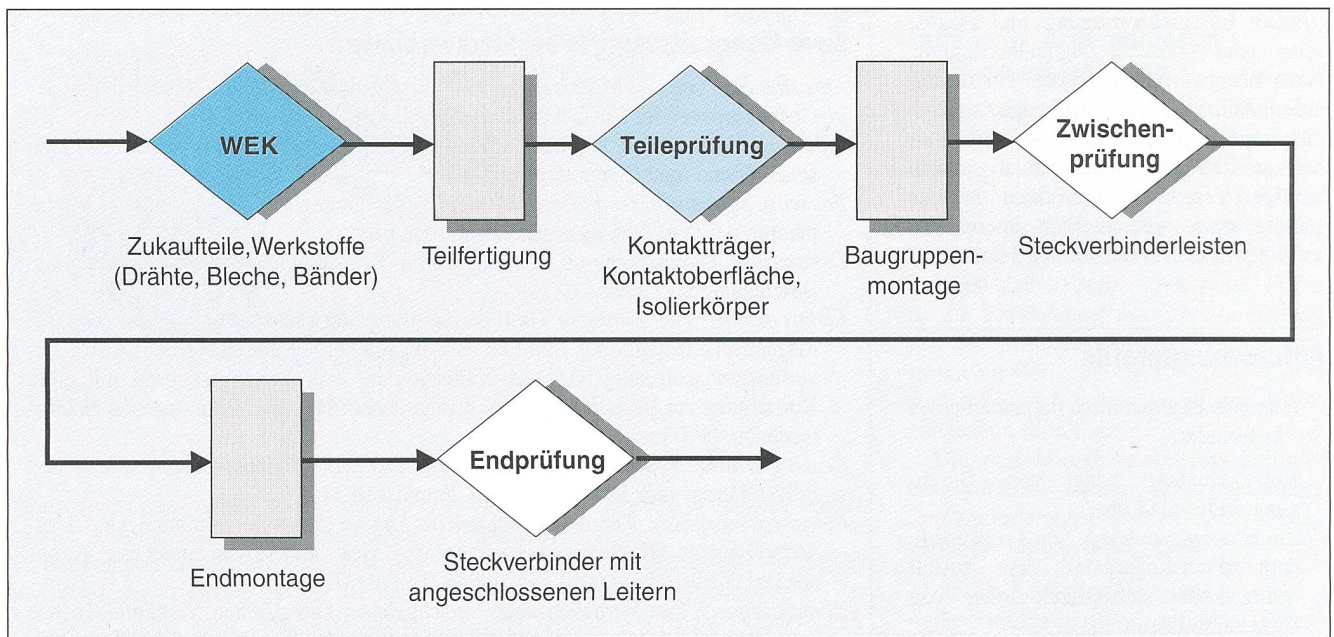 WEK
Zukaufteile,Werkstoffe
(Drähte, Bleche, Bänder)
Teilfertigung
Teileprüfung
Kontaktträger,
Kontaktoberfläche,
Isolierkörper
Baugruppen-
montage
Zwischen-
prüfung
Steckverbinderleisten
Endmontage
Endprüfung
Steckverbinder mit
angeschlossenen Leitern